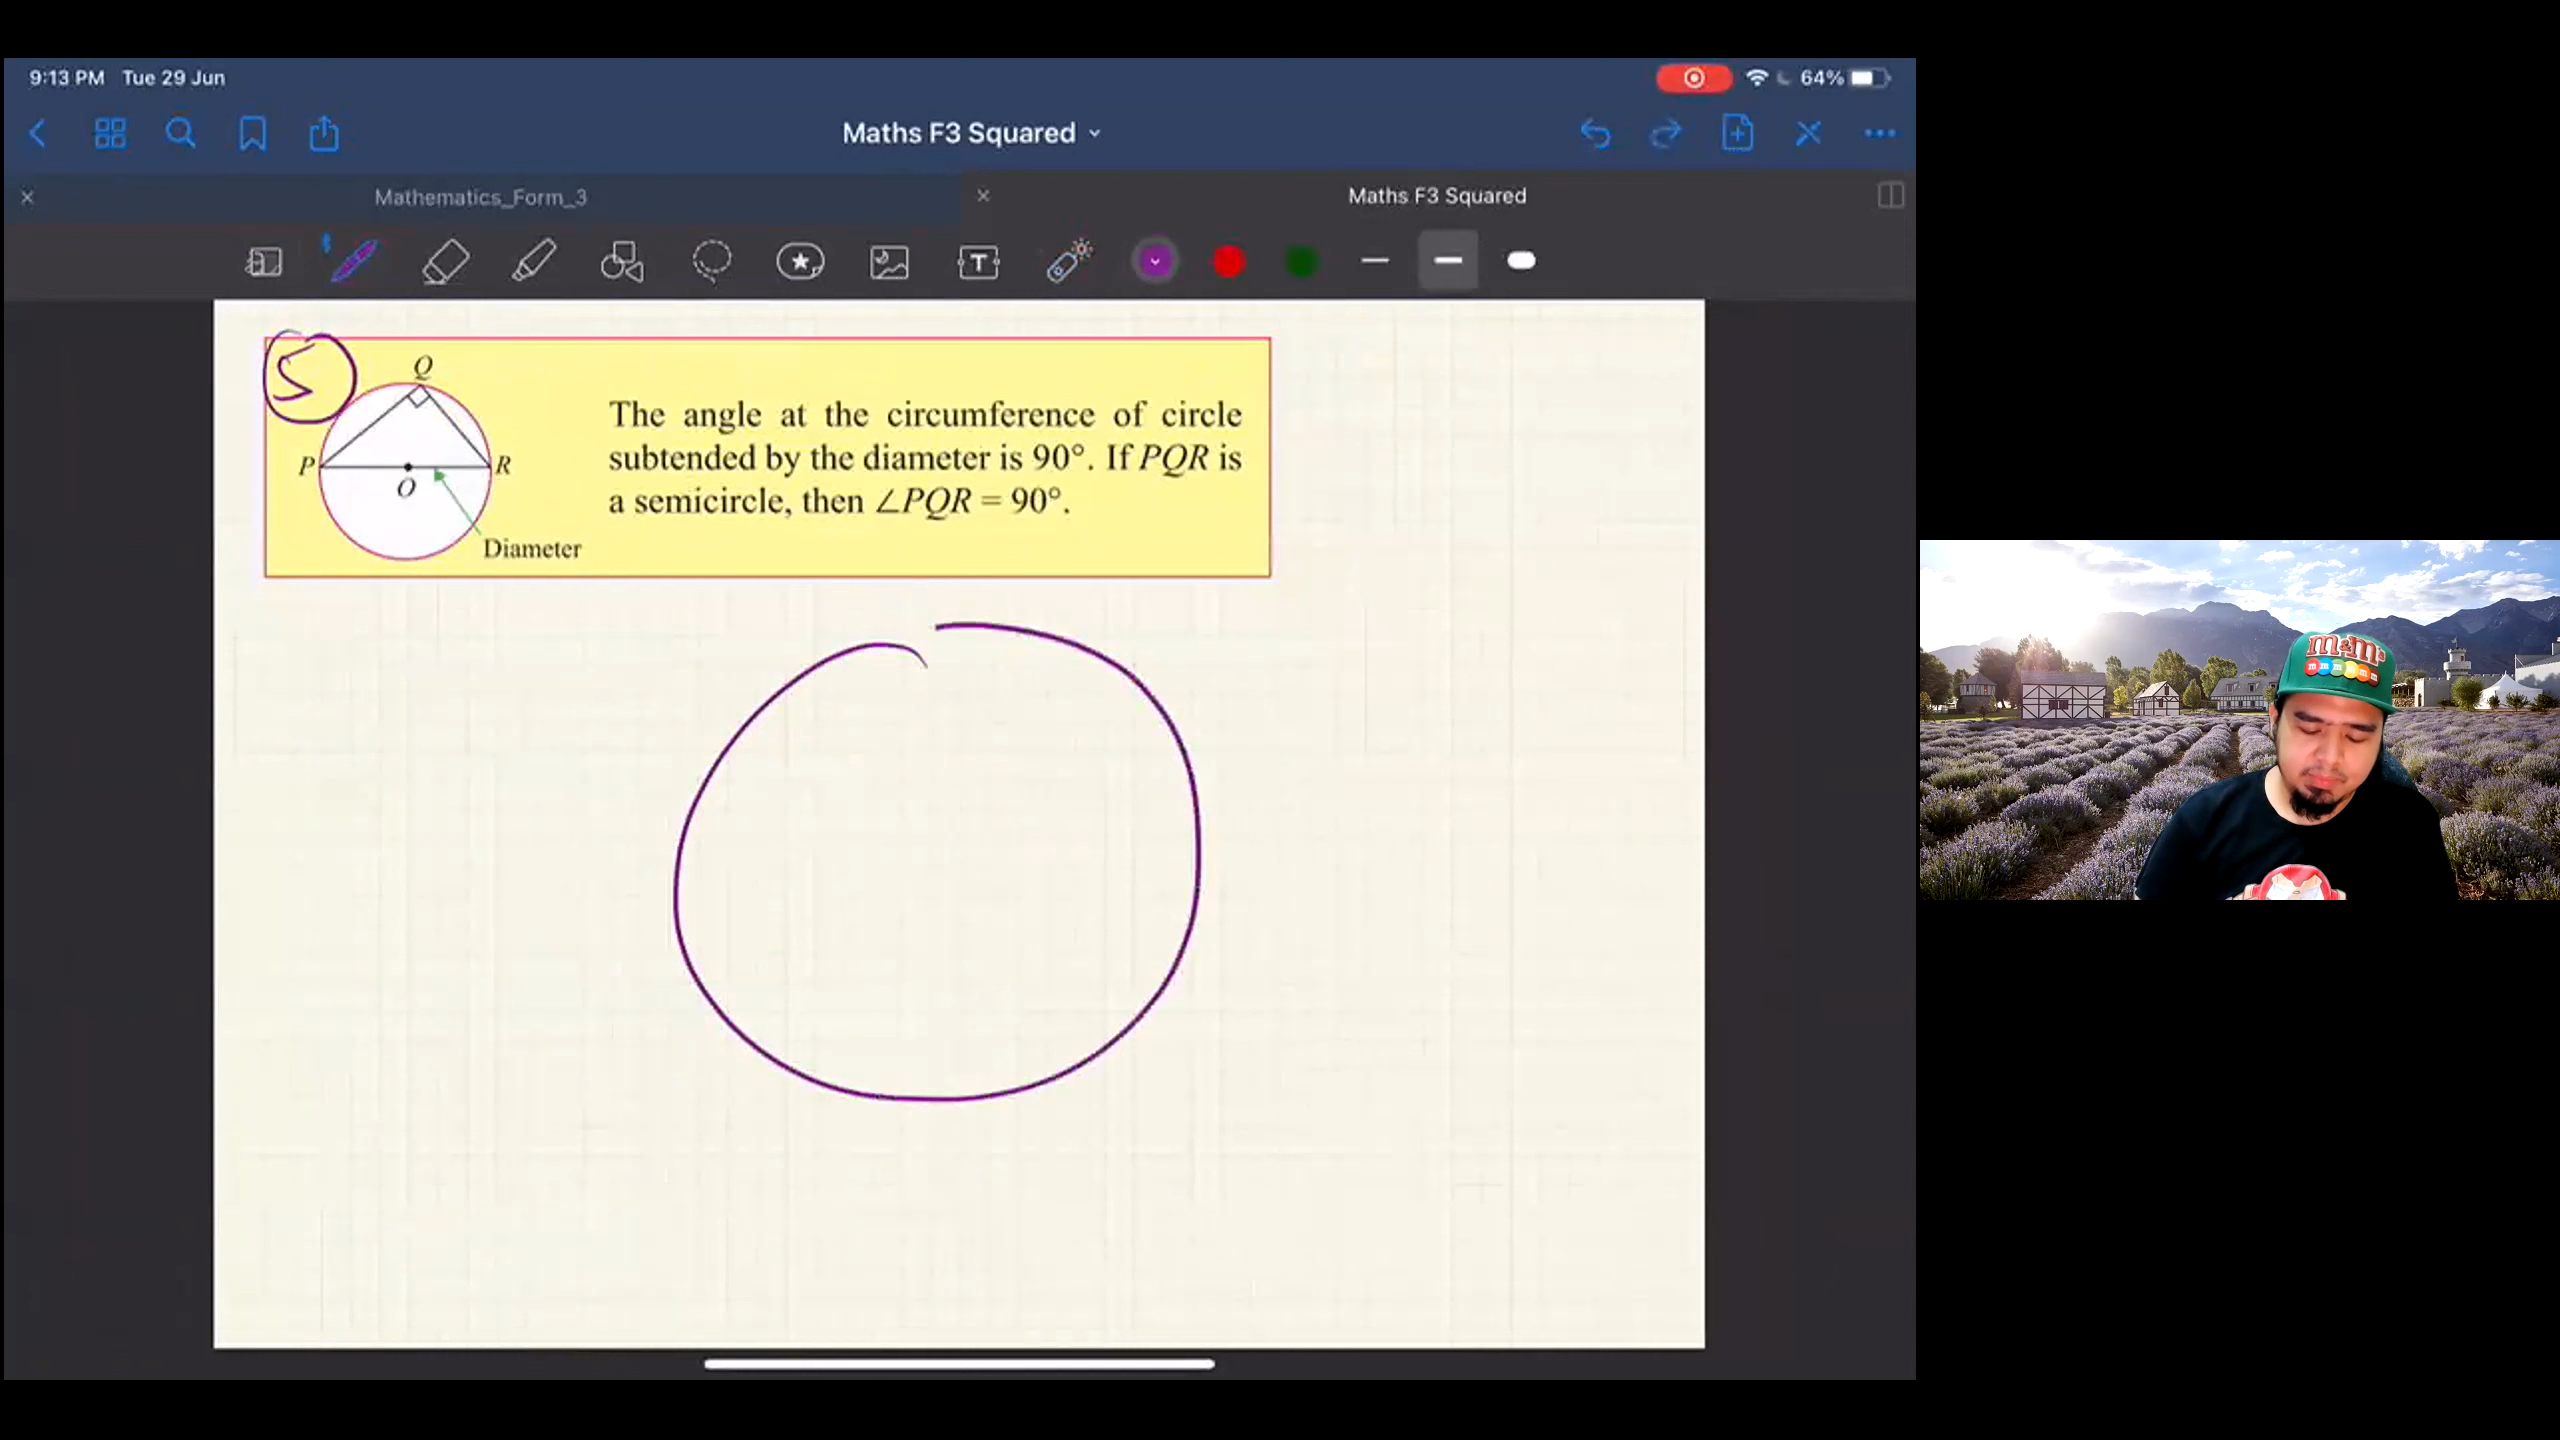 9:13 PM Tue 29 Jun
64%
Maths F3 Squared
Mathematics_Form_3
Maths F3 Squared
T
5
Q
P
R
O
Diameter
The angle at the circumference of circle
subtended by the diameter is 90°. If PQR is
a semicircle, then ∠PQR = 90°.
m&m's
m m m m m